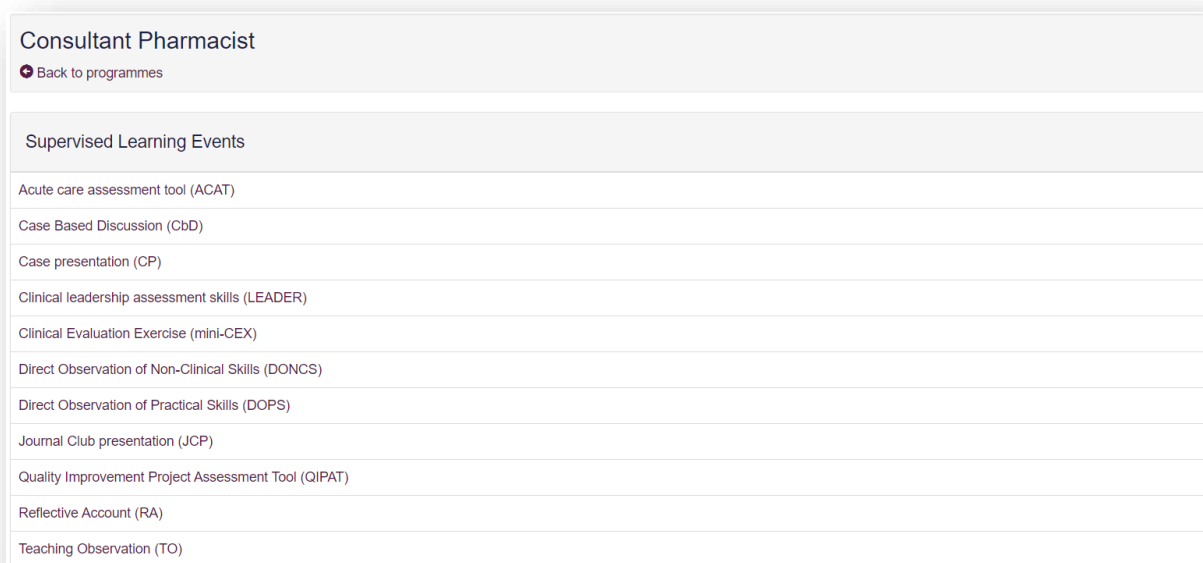 Consultant Pharmacist
Back to programmes
Supervised Learning Events
Acute care assessment tool (ACAT)
Case Based Discussion (CbD)
Case presentation (CP)
Clinical leadership assessment skills (LEADER)
Clinical Evaluation Exercise (mini-CEX)
Direct Observation of Non-Clinical Skills (DONCS)
Direct Observation of Practical Skills (DOPS)
Journal Club presentation (JCP)
Quality Improvement Project Assessment Tool (QIPAT)
Reflective Account (RA)
Teaching Observation (TO)